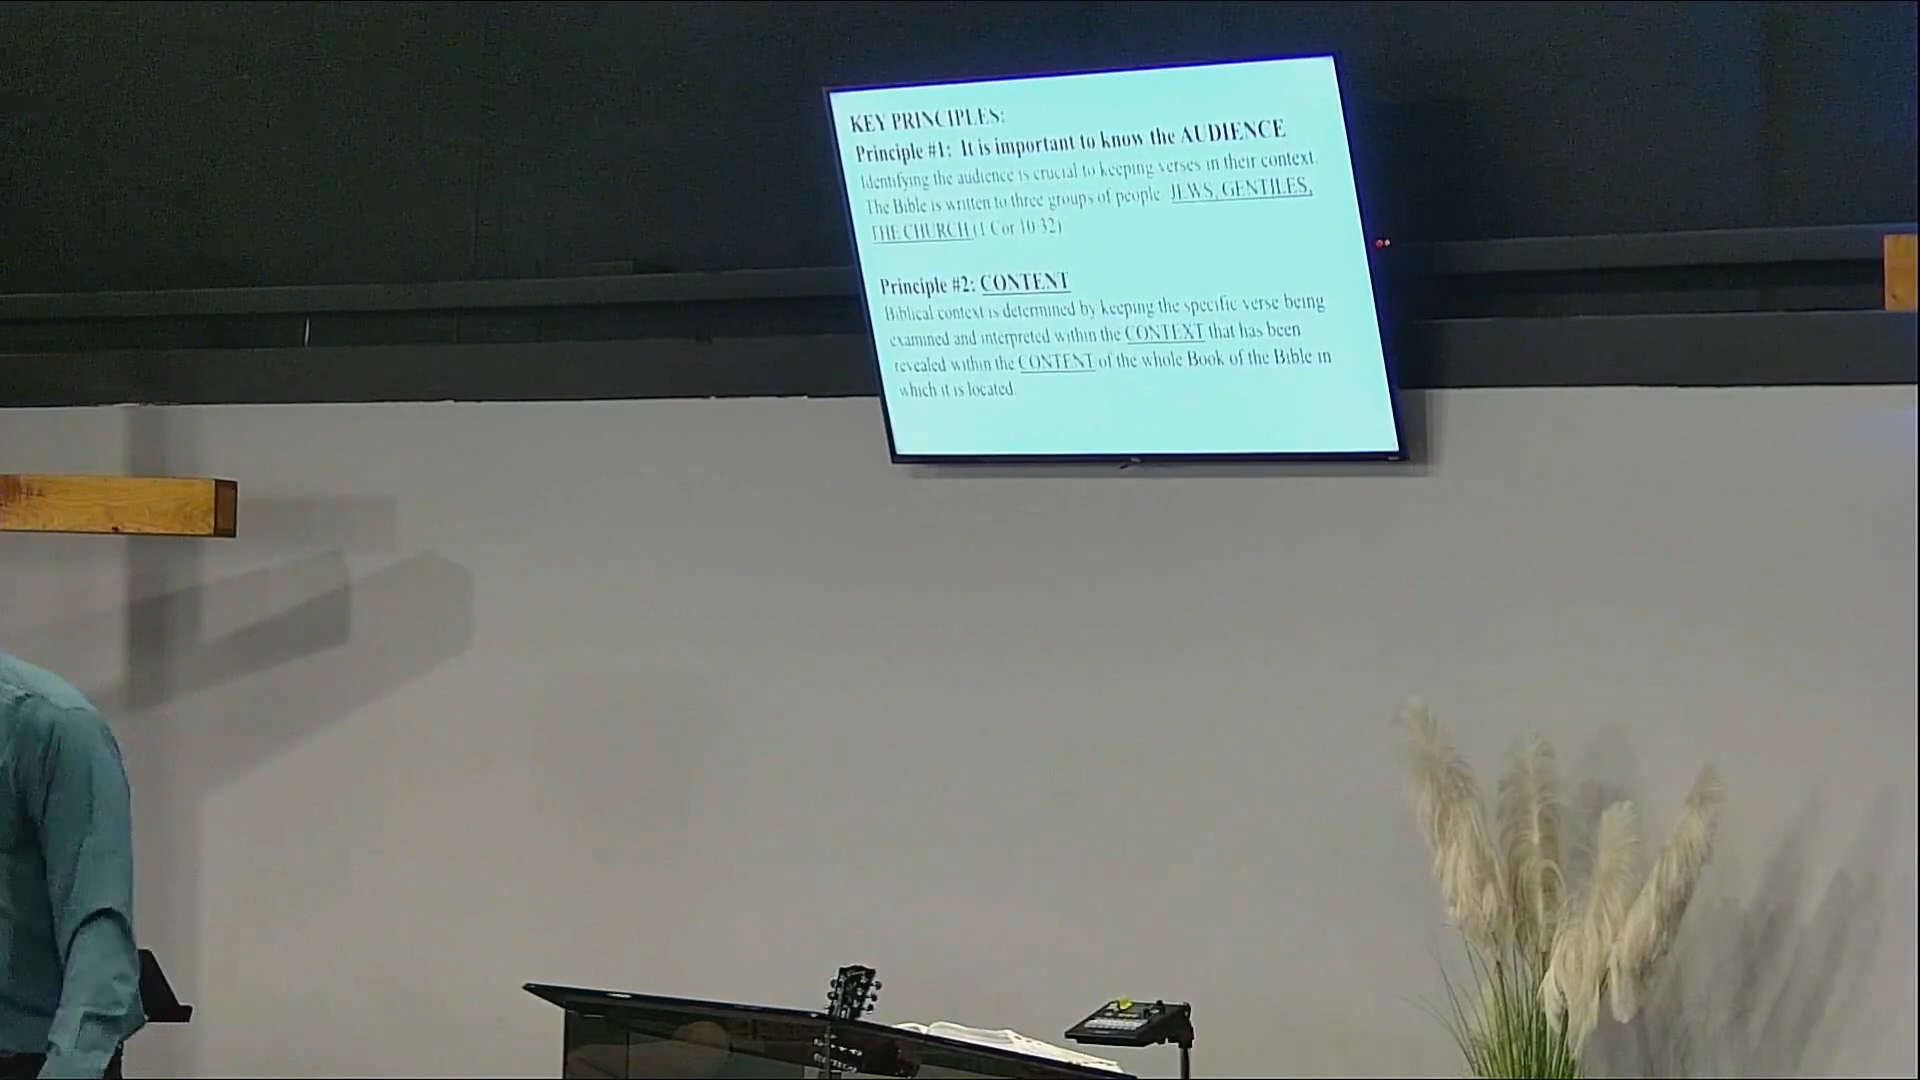 KEY PRINCIPLES:
Principle #1: It is important to know the AUDIENCE
Identifying the audience is crucial to keeping verses in their context.
The Bible is written to three groups of people JEWS, GENTILES,
THE CHURCH (1 Cor 10 32)
Principle #2: CONTENT
Biblical context is determined by keeping the specific verse being
examined and interpreted within the CONTEXT that has been
revealed within the CONTENT of the whole Book of the Bible in
which it is located.